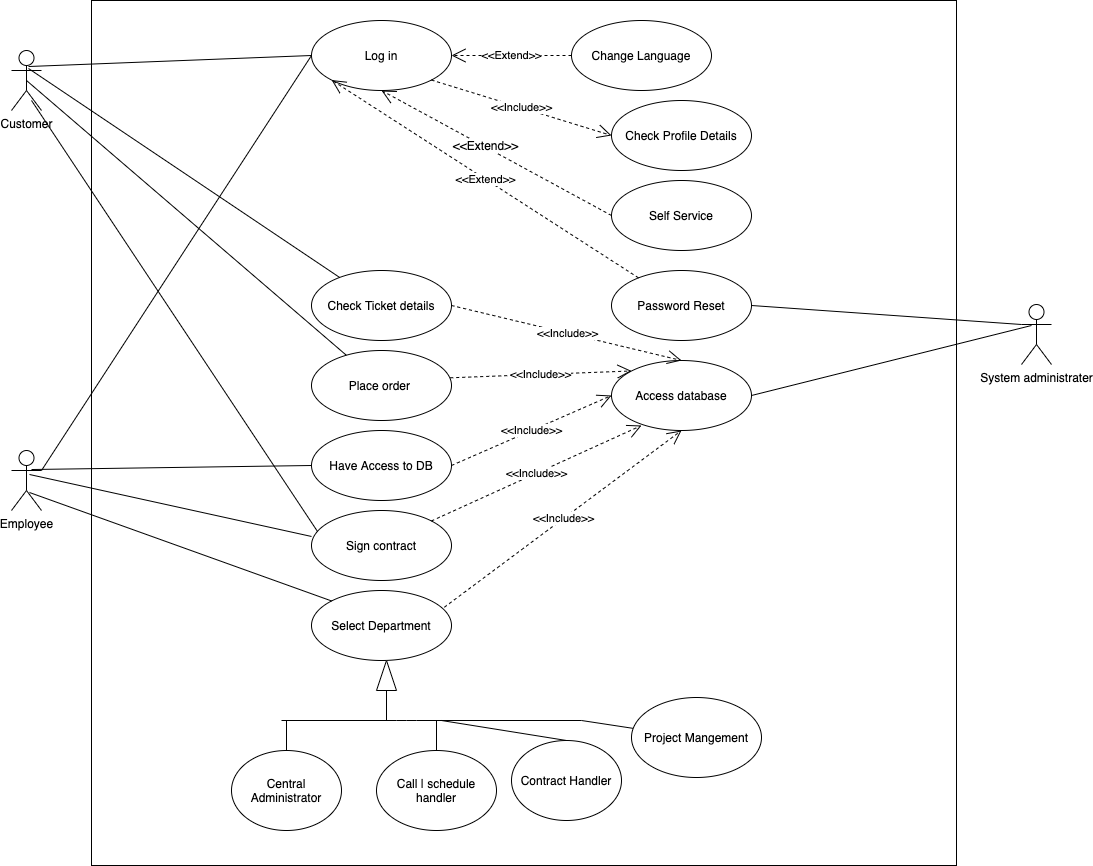 Log in
<<Extend>>
Change Language
<<Include>>
Customer
Check Profile Details
<<Extend>>
<<Extend>>
Self Service
Check Ticket details
Password Reset
<<Include>>
System administrater
<<Include>>
Place order
Access database
<<Include>>
Have Access to DB
<<Include>>
Employee
<<Include>>
Sign contract
Select Department
Project Mangement
Central
Administrator
Call | schedule
handler
Contract Handler